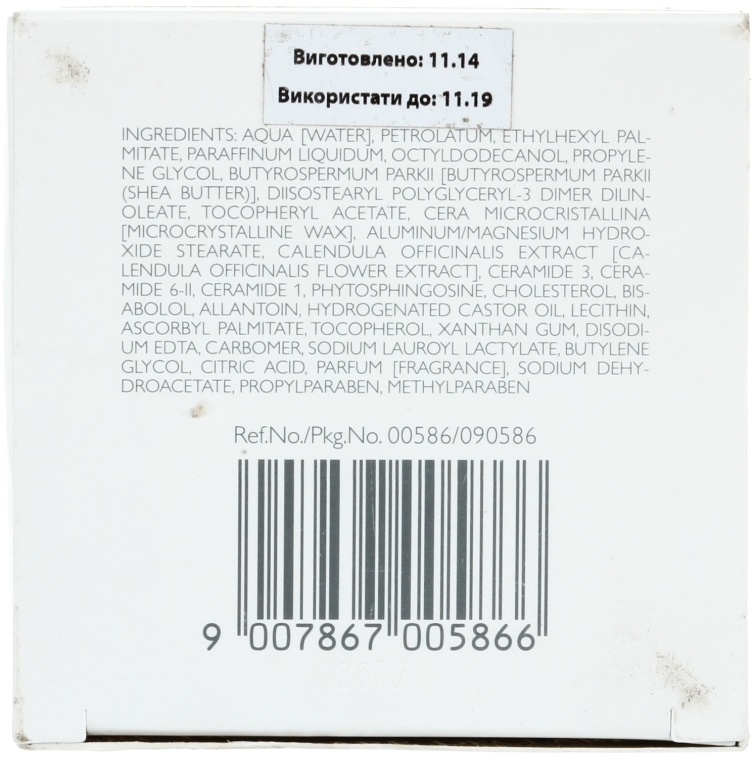 Виготовлено: 11.14
Використати до: 11.19
INGREDIENTS: AQUA [WATER], PETROLATUM, ETHYLHEXYL PAL-
MITATE, PARAFFINUM LIQUIDUM, OCTYLDODECANOL, PROPYLE-
NE GLYCOL, BUTYROSPERMUM PARKII [BUTYROSPERMUM PARKII
(SHEA BUTTER)], DIISOSTEARYL POLYGLYCERYL-3 DIMER DILIN-
OLEATE, TOCOPHERYL ACETATE, CERA MICROCRISTALLINA
[MICROCRYSTALLINE WAX], ALUMINUM/MAGNESIUM HYDRO-
XIDE STEARATE, CALENDULA OFFICINALIS EXTRACT [CA-
LENDULA OFFICINALIS FLOWER EXTRACT], CERAMIDE 3, CERA-
MIDE 6-II, CERAMIDE 1, PHYTOSPHINGOSINE, CHOLESTEROL, BIS-
ABOLOL, ALLANTOIN, HYDROGENATED CASTOR OIL, LECITHIN,
ASCORBYL PALMITATE, TOCOPHEROL, XANTHAN GUM, DISODI-
UM EDTA, CARBOMER, SODIUM LAUROYL LACTYLATE, BUTYLENE
GLYCOL, CITRIC ACID, PARFUM [FRAGRANCE], SODIUM DEHY-
DROACETATE, PROPYLPARABEN, METHYLPARABEN
Ref.No./Pkg.No. 00586/090586
9 007867 005866